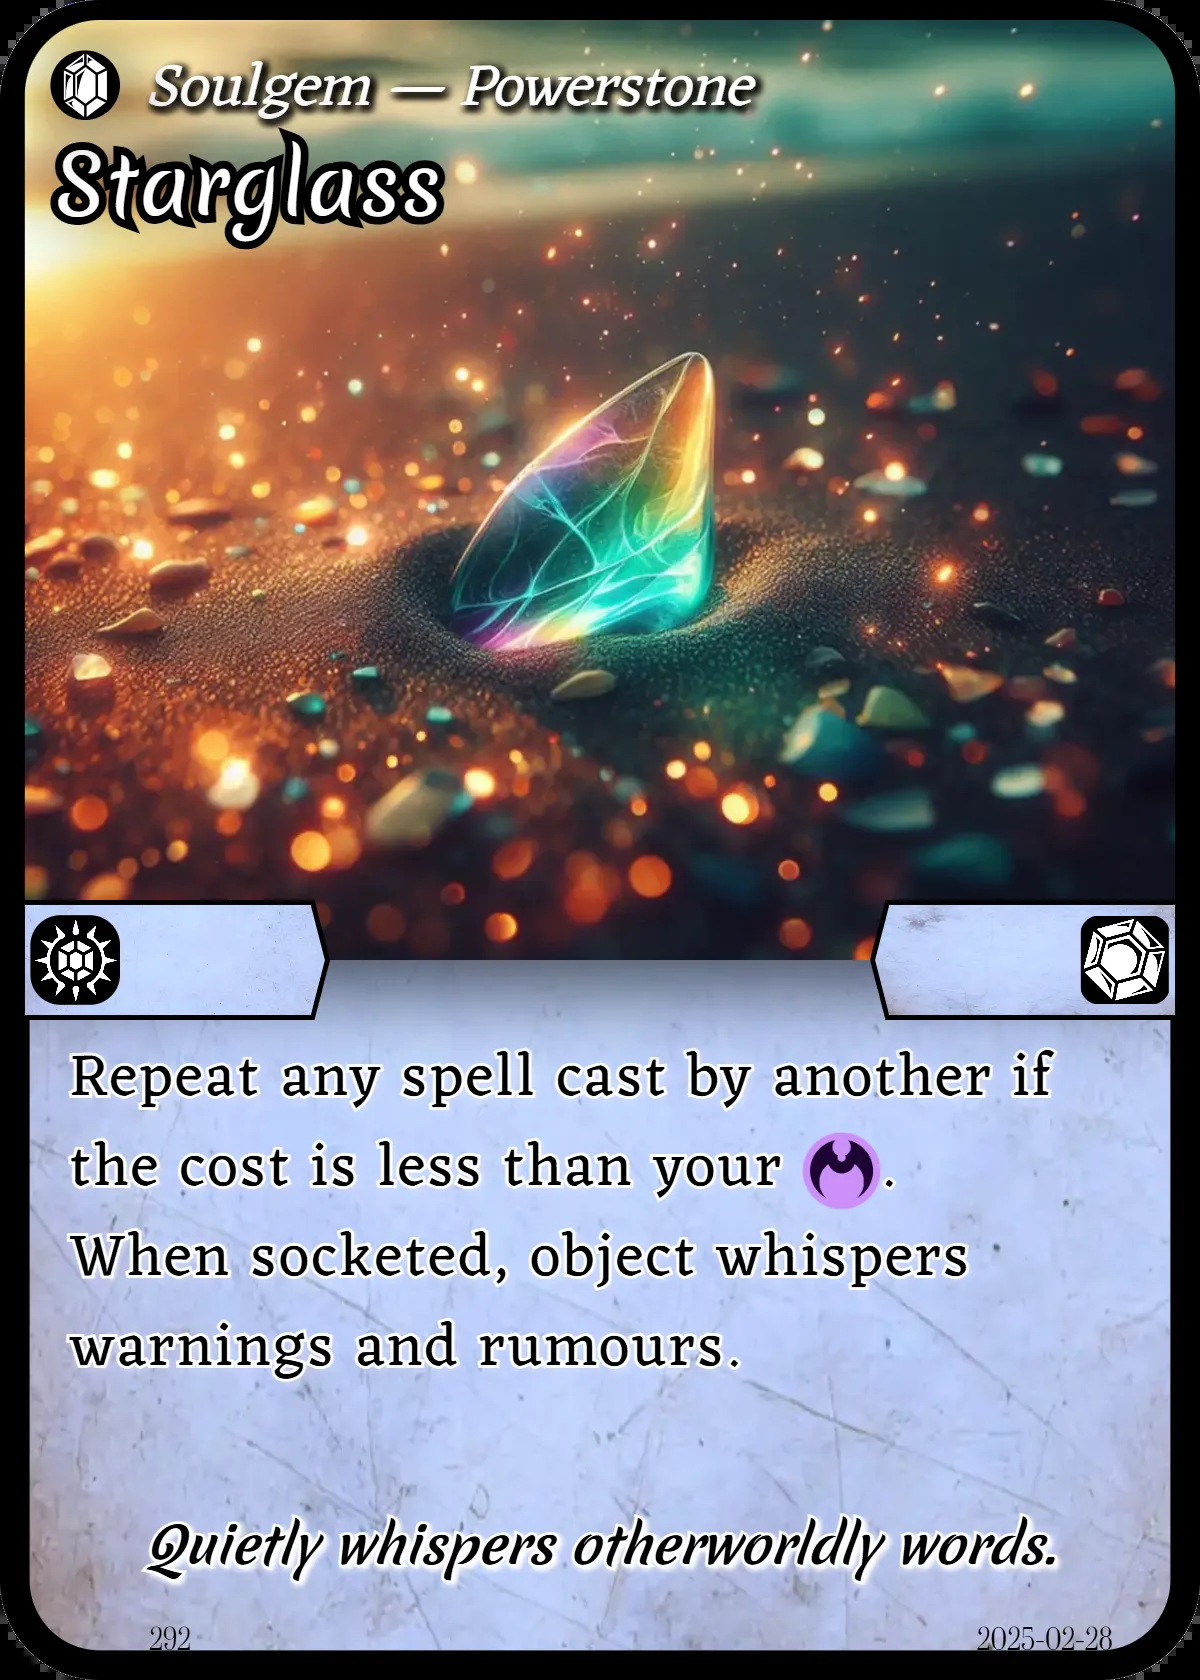 Soulgem — Powerstone
Starglass
Repeat any spell cast by another if
the cost is less than your .
When socketed, object whispers
warnings and rumours.
Quietly whispers otherworldly words.
292
2025-02-28